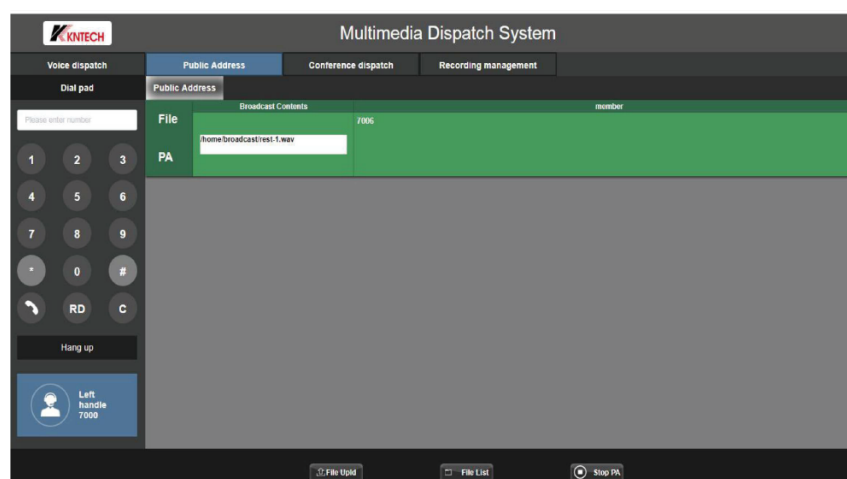 KNTECH
Multimedia Dispatch System
Voice dispatch
Public Address
Conference dispatch
Recording management
Dial pad
Public Address
Please enter number
Broadcast Contents
member
File
PA
/home/broadcast/rest-1.wav
7006
1 2 3
4 5 6
7 8 9
* 0 #
RD C
Hang up
Left
handle
7000
File Upld
File List
Stop PA